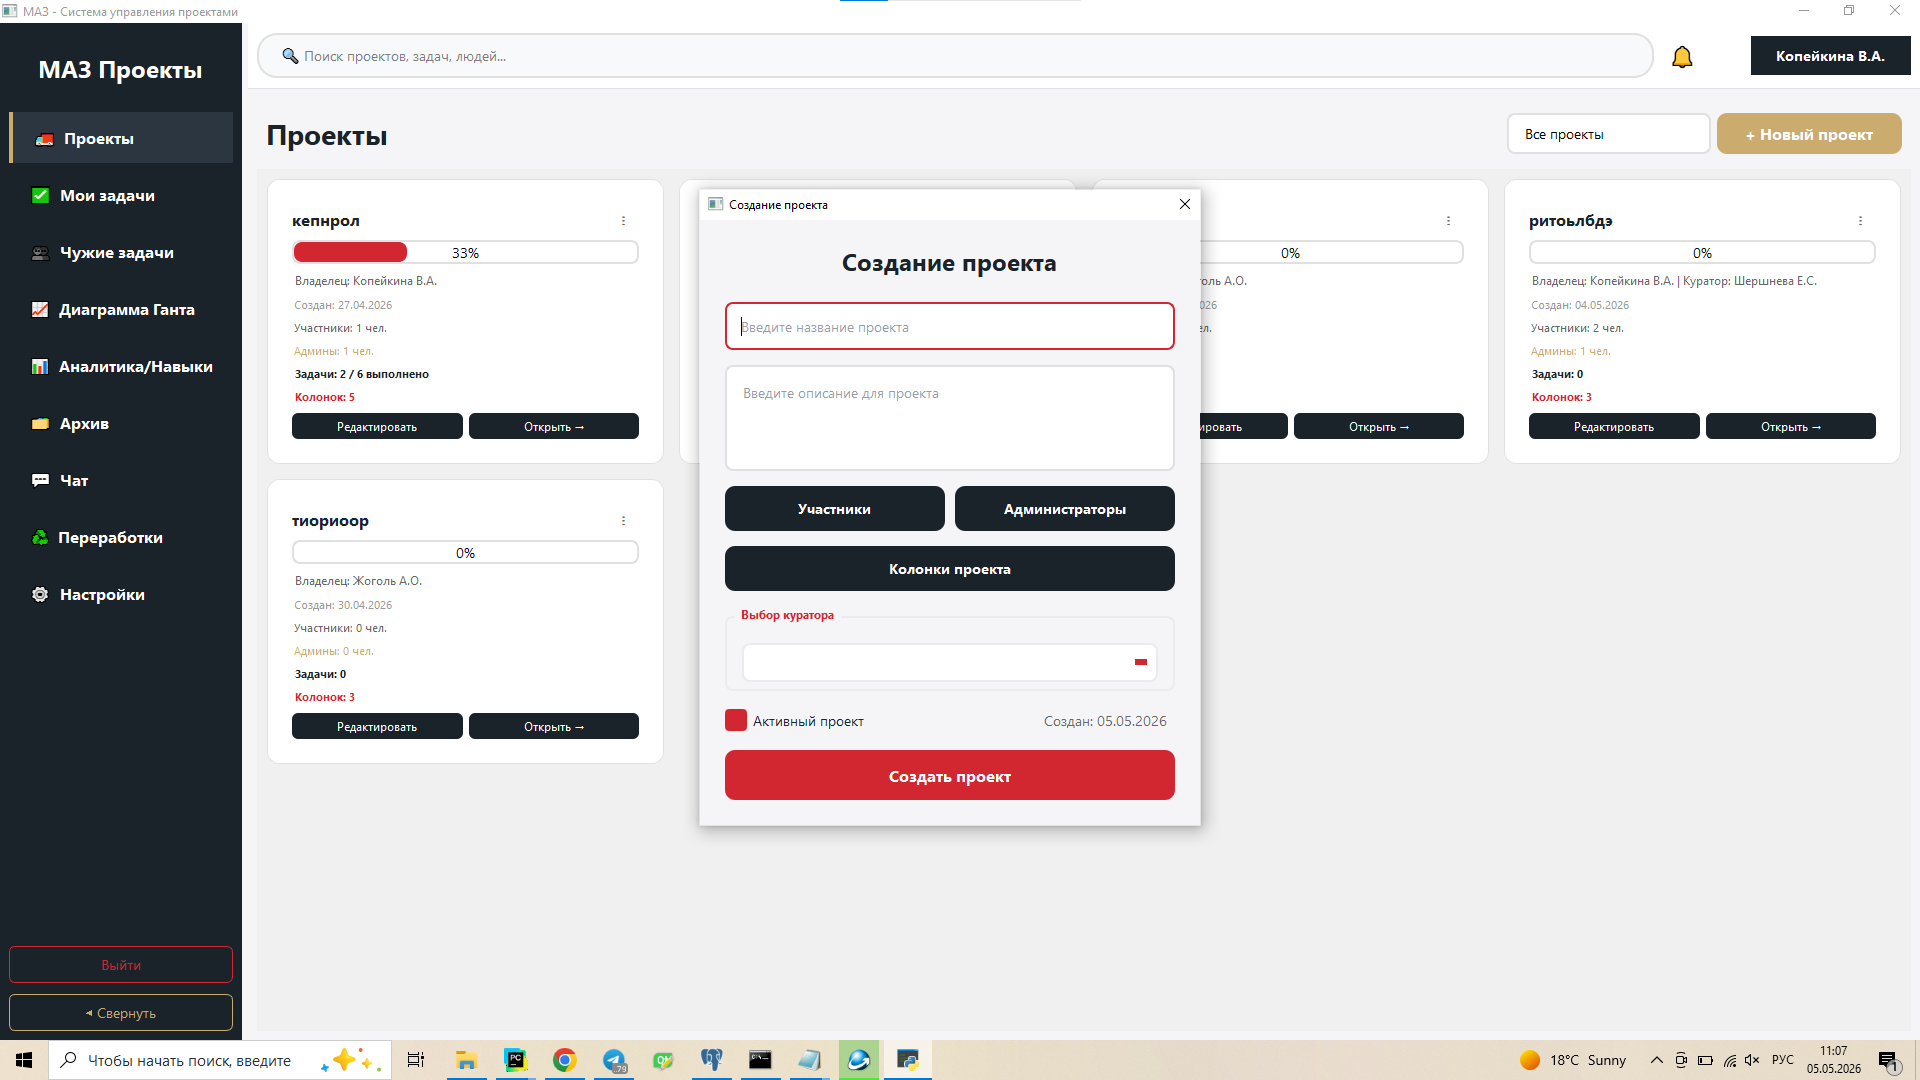 МАЗ - Система управления проектами
МАЗ Проекты
Проекты
Мои задачи
Чужие задачи
Диаграмма Ганта
Аналитика/Навыки
Архив
Чат
Переработки
Настройки
Выйти
◂ Свернуть
Поиск проектов, задач, людей...
Копейкина В.А.
Проекты
Все проекты
+ Новый проект
кепнрол
33%
Владелец: Копейкина В.А.
Создан: 27.04.2026
Участники: 1 чел.
Админы: 1 чел.
Задачи: 2 / 6 выполнено
Колонок: 5
Редактировать
Открыть →
0%
оль А.О.
026
ел.
ировать
Открыть →
ритоьлбдэ
0%
Владелец: Копейкина В.А. | Куратор: Шершнева Е.С.
Создан: 04.05.2026
Участники: 2 чел.
Админы: 1 чел.
Задачи: 0
Колонок: 3
Редактировать
Открыть →
тиориоор
0%
Владелец: Жоголь А.О.
Создан: 30.04.2026
Участники: 0 чел.
Админы: 0 чел.
Задачи: 0
Колонок: 3
Редактировать
Открыть →
Создание проекта
Создание проекта
Введите название проекта
Введите описание для проекта
Участники
Администраторы
Колонки проекта
Выбор куратора
Активный проект
Создан: 05.05.2026
Создать проект
Чтобы начать поиск, введите
PC
79
18°C Sunny
РУС
11:07
05.05.2026
1